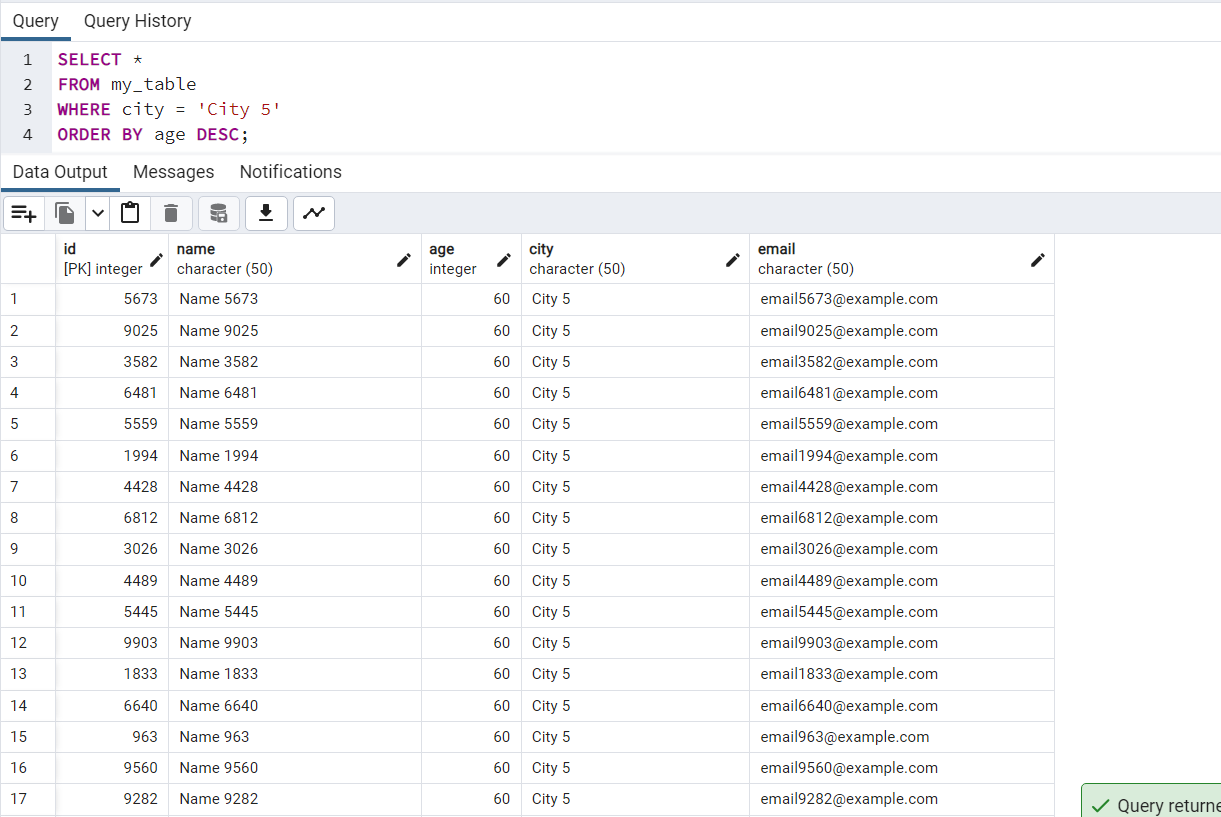 Query Query History
1 SELECT *
2 FROM my_table
3 WHERE city = 'City 5'
4 ORDER BY age DESC;
Data Output Messages Notifications
id name age city email
[PK] integer character (50) integer character (50) character (50)
1 5673 Name 5673 60 City 5 email5673@example.com
2 9025 Name 9025 60 City 5 email9025@example.com
3 3582 Name 3582 60 City 5 email3582@example.com
4 6481 Name 6481 60 City 5 email6481@example.com
5 5559 Name 5559 60 City 5 email5559@example.com
6 1994 Name 1994 60 City 5 email1994@example.com
7 4428 Name 4428 60 City 5 email4428@example.com
8 6812 Name 6812 60 City 5 email6812@example.com
9 3026 Name 3026 60 City 5 email3026@example.com
10 4489 Name 4489 60 City 5 email4489@example.com
11 5445 Name 5445 60 City 5 email5445@example.com
12 9903 Name 9903 60 City 5 email9903@example.com
13 1833 Name 1833 60 City 5 email1833@example.com
14 6640 Name 6640 60 City 5 email6640@example.com
15 963 Name 963 60 City 5 email963@example.com
16 9560 Name 9560 60 City 5 email9560@example.com
17 9282 Name 9282 60 City 5 email9282@example.com
Query returne